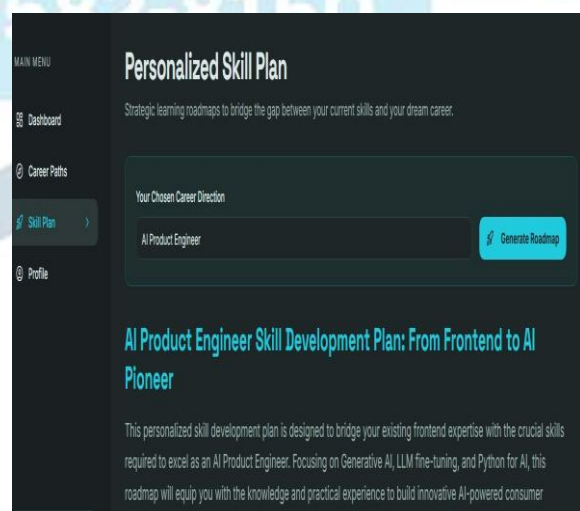 MAIN MENU
Dashboard
Career Paths
Skill Plan
Profile
Personalized Skill Plan
Strategic learning roadmaps to bridge the gap between your current skills and your dream career.
Your Chosen Career Direction
AI Product Engineer
Generate Roadmap
AI Product Engineer Skill Development Plan: From Frontend to AI
Pioneer
This personalized skill development plan is designed to bridge your existing frontend expertise with the crucial skills
required to excel as an AI Product Engineer. Focusing on Generative AI, LLM fine-tuning, and Python for AI, this
roadmap will equip you with the knowledge and practical experience to build innovative AI-powered consumer